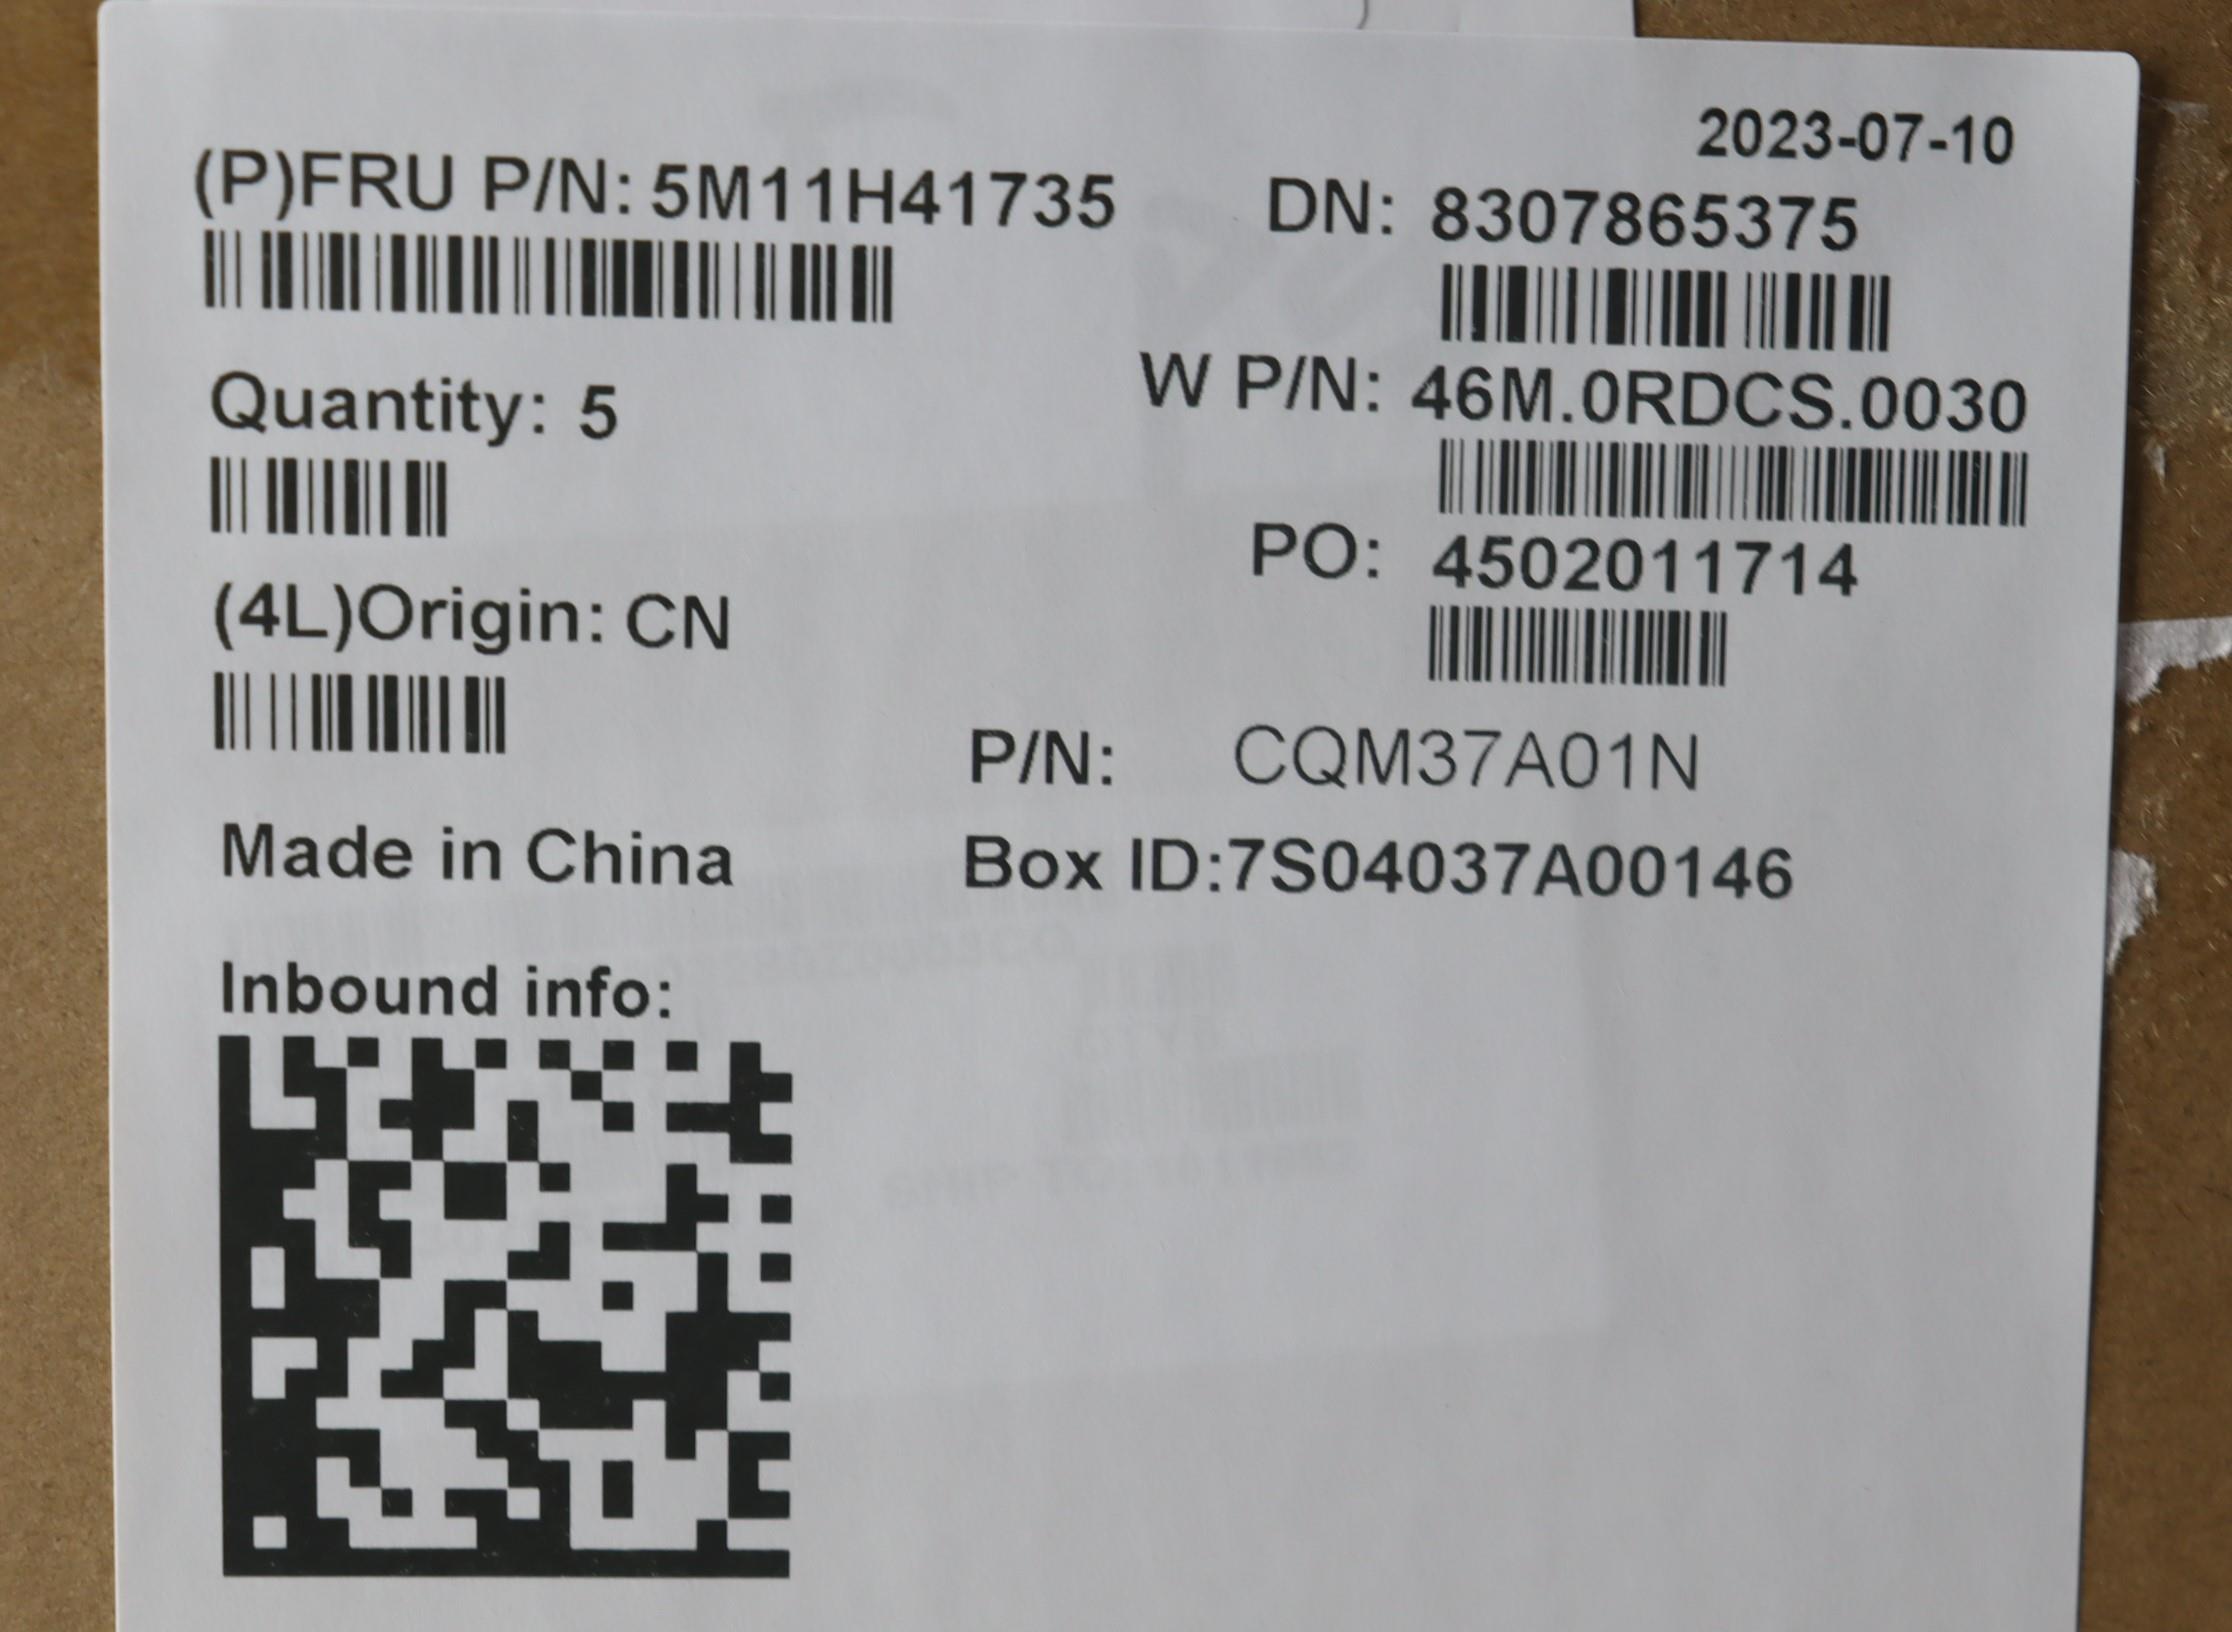 2023-07-10
(P)FRU P/N: 5M11H41735
DN: 8307865375
W P/N: 46M.0RDCS.0030
Quantity: 5
PO: 4502011714
(4L)Origin: CN
P/N: CQM37A01N
Made in China
Box ID:7S04037A00146
Inbound info: